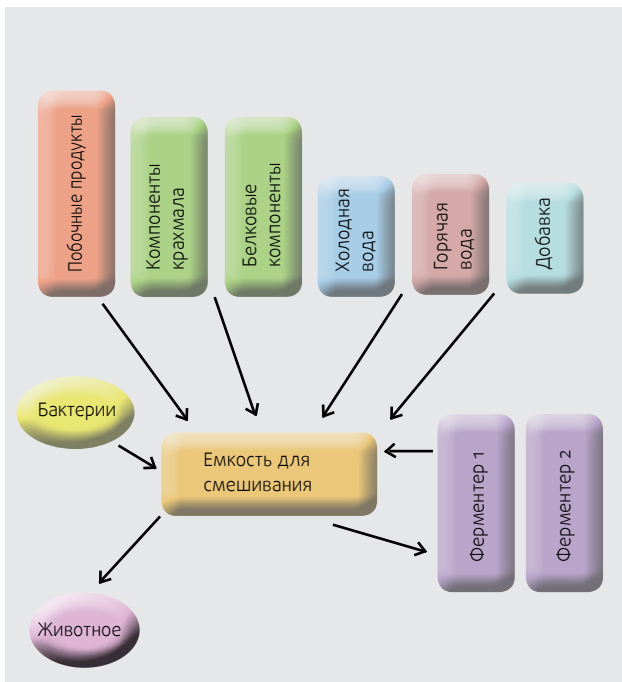 Побочные продукты
Компоненты
крахмала
Белковые
компоненты
Холодная
вода
Горячая
вода
Добавка
Бактерии
Емкость для
смешивания
Ферментер 1
Ферментер 2
Животное